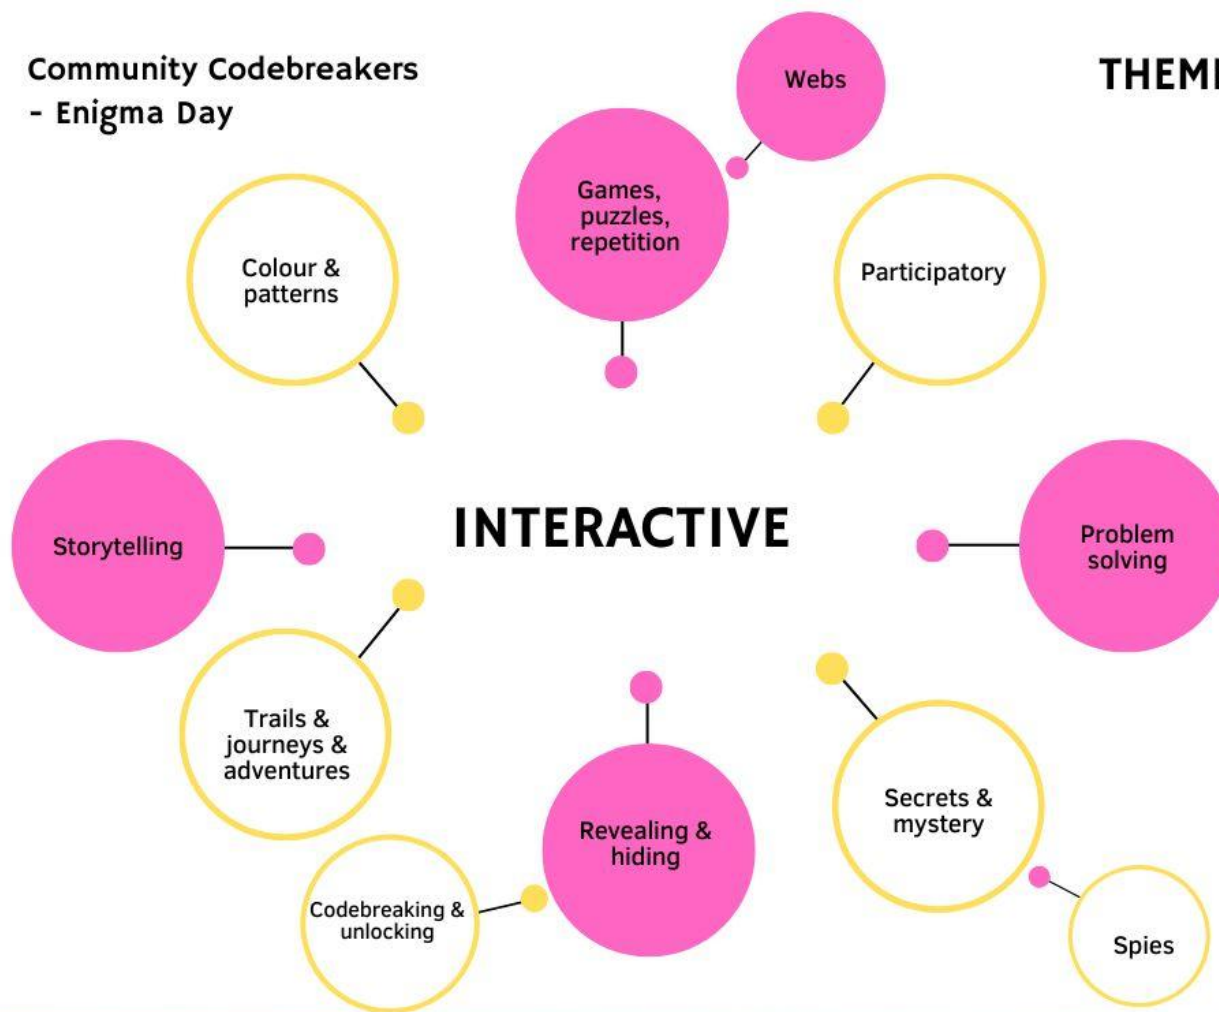 Community Codebreakers
- Enigma Day
THEM
Webs
Games,
puzzles,
repetition
Colour &
patterns
Participatory
INTERACTIVE
Storytelling
Problem
solving
Trails &
journeys &
adventures
Secrets &
mystery
Revealing &
hiding
Codebreaking &
unlocking
Spies